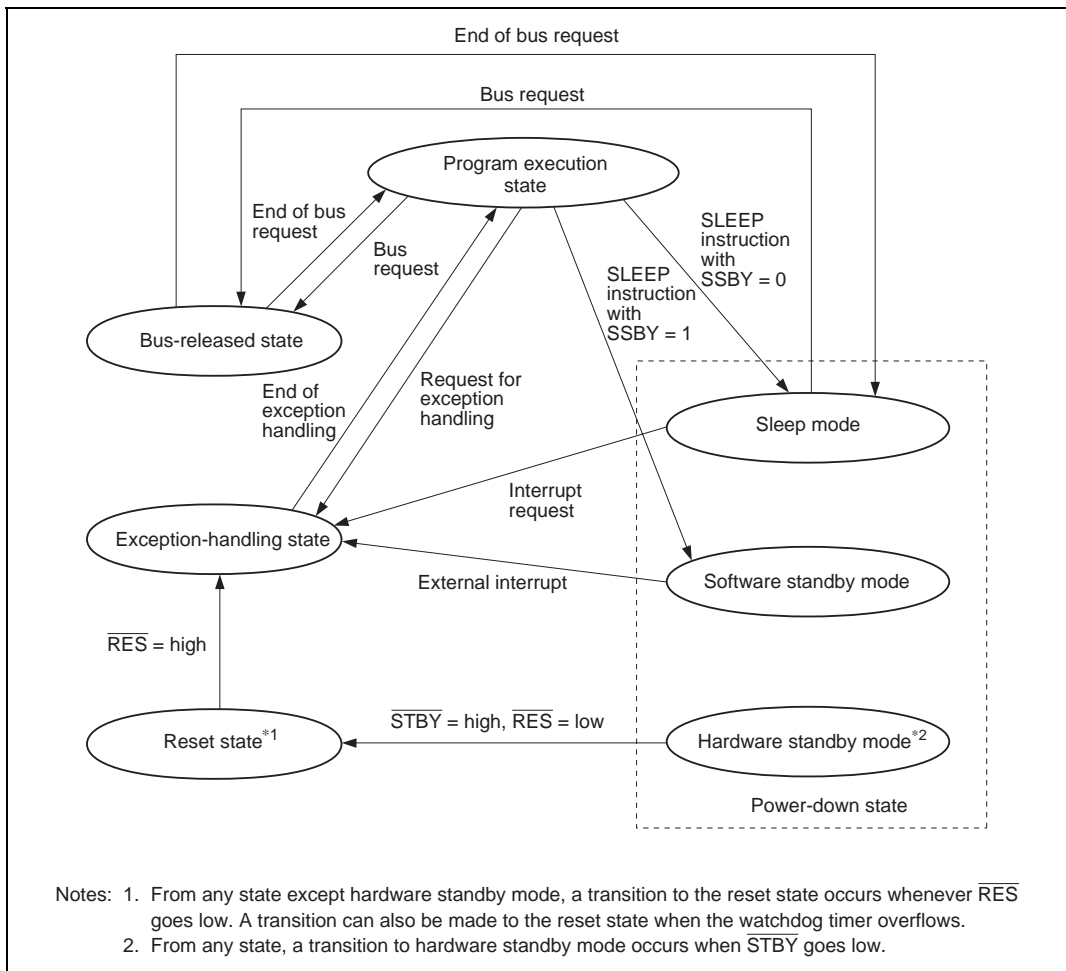 End of bus request
Bus request
Program execution
state
End of bus
request
Bus
request
SLEEP
instruction
with
SSBY = 0
SLEEP
instruction
with
SSBY = 1
Bus-released state
End of
exception
handling
Request for
exception
handling
Sleep mode
Interrupt
request
Exception-handling state
External interrupt
Software standby mode
R̅E̅S̅ = high
S̅T̅B̅Y̅ = high, R̅E̅S̅ = low
Reset state*1
Hardware standby mode*2
Power-down state
Notes: 1. From any state except hardware standby mode, a transition to the reset state occurs whenever R̅E̅S̅
goes low. A transition can also be made to the reset state when the watchdog timer overflows.
2. From any state, a transition to hardware standby mode occurs when S̅T̅B̅Y̅ goes low.